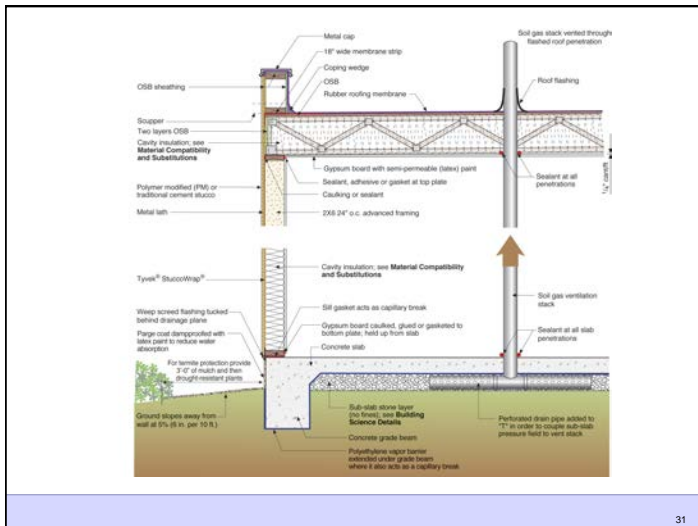 Metal cap
18" wide membrane strip
Coping wedge
OSB
Rubber roofing membrane
Soil gas stack vented through
flashed roof penetration
Roof flashing
OSB sheathing
Scupper
Two layers OSB
Cavity insulation; see
Material Compatibility
and Substitutions
Polymer modified (PM) or
traditional cement stucco
Metal lath
Gypsum board with semi-permeable (latex) paint
Sealant, adhesive or gasket at top plate
Caulking or sealant
2X6 24" o.c. advanced framing
Sealant at all
penetrations
Tyvek® StuccoWrap®
Cavity insulation; see Material Compatibility
and Substitutions
Weep screed flashing tucked
behind drainage plane
Parge coat dampproofed with
latex paint to reduce water
absorption
For termite protection provide
3'-0" of mulch and then
drought-resistant plants
Ground slopes away from
wall at 5% (6 in. per 10 ft.)
Sill gasket acts as capillary break
Gypsum board caulked, glued or gasketed to
bottom plate; held up from slab
Concrete slab
Soil gas ventilation
stack
Sealant at all slab
penetrations
Sub-slab stone layer
(no fines); see Building
Science Details
Concrete grade beam
Polyethylene vapor barrier
extended under grade beam
where it also acts as a capillary break
Perforated drain pipe added to
"T" in order to couple sub-slab
pressure field to vent stack
31